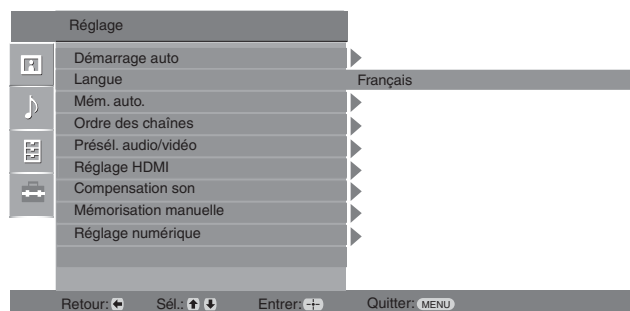 Réglage
Démarrage auto
Langue Français
Mém. auto.
Ordre des chaînes
Présél. audio/vidéo
Réglage HDMI
Compensation son
Mémorisation manuelle
Réglage numérique
Retour: Sél.: Entrer: Quitter: MENU